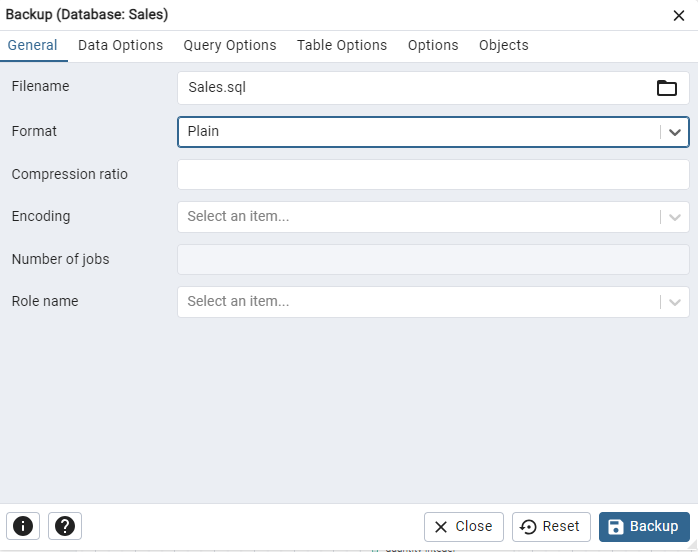 Backup (Database: Sales)
General Data Options Query Options Table Options Options Objects
Filename Sales.sql
Format Plain
Compression ratio
Encoding Select an item...
Number of jobs
Role name Select an item...
Close Reset Backup